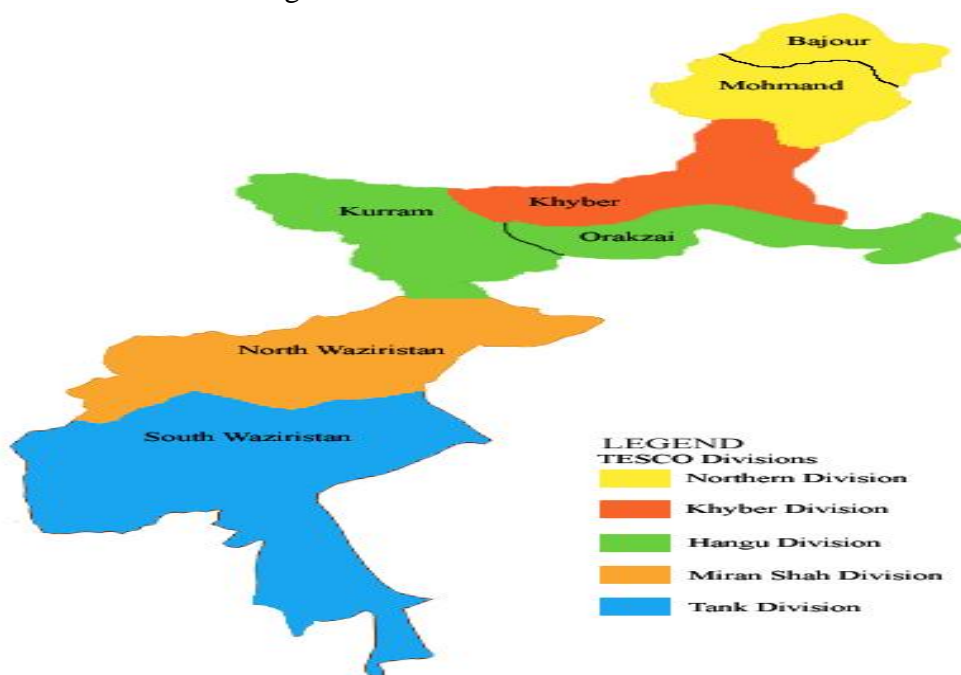 Bajour
Mohmand
Khyber
Kurram
Orakzai
North Waziristan
South Waziristan
LEGEND
TESCO Divisions
Northern Division
Khyber Division
Hangu Division
Miran Shah Division
Tank Division